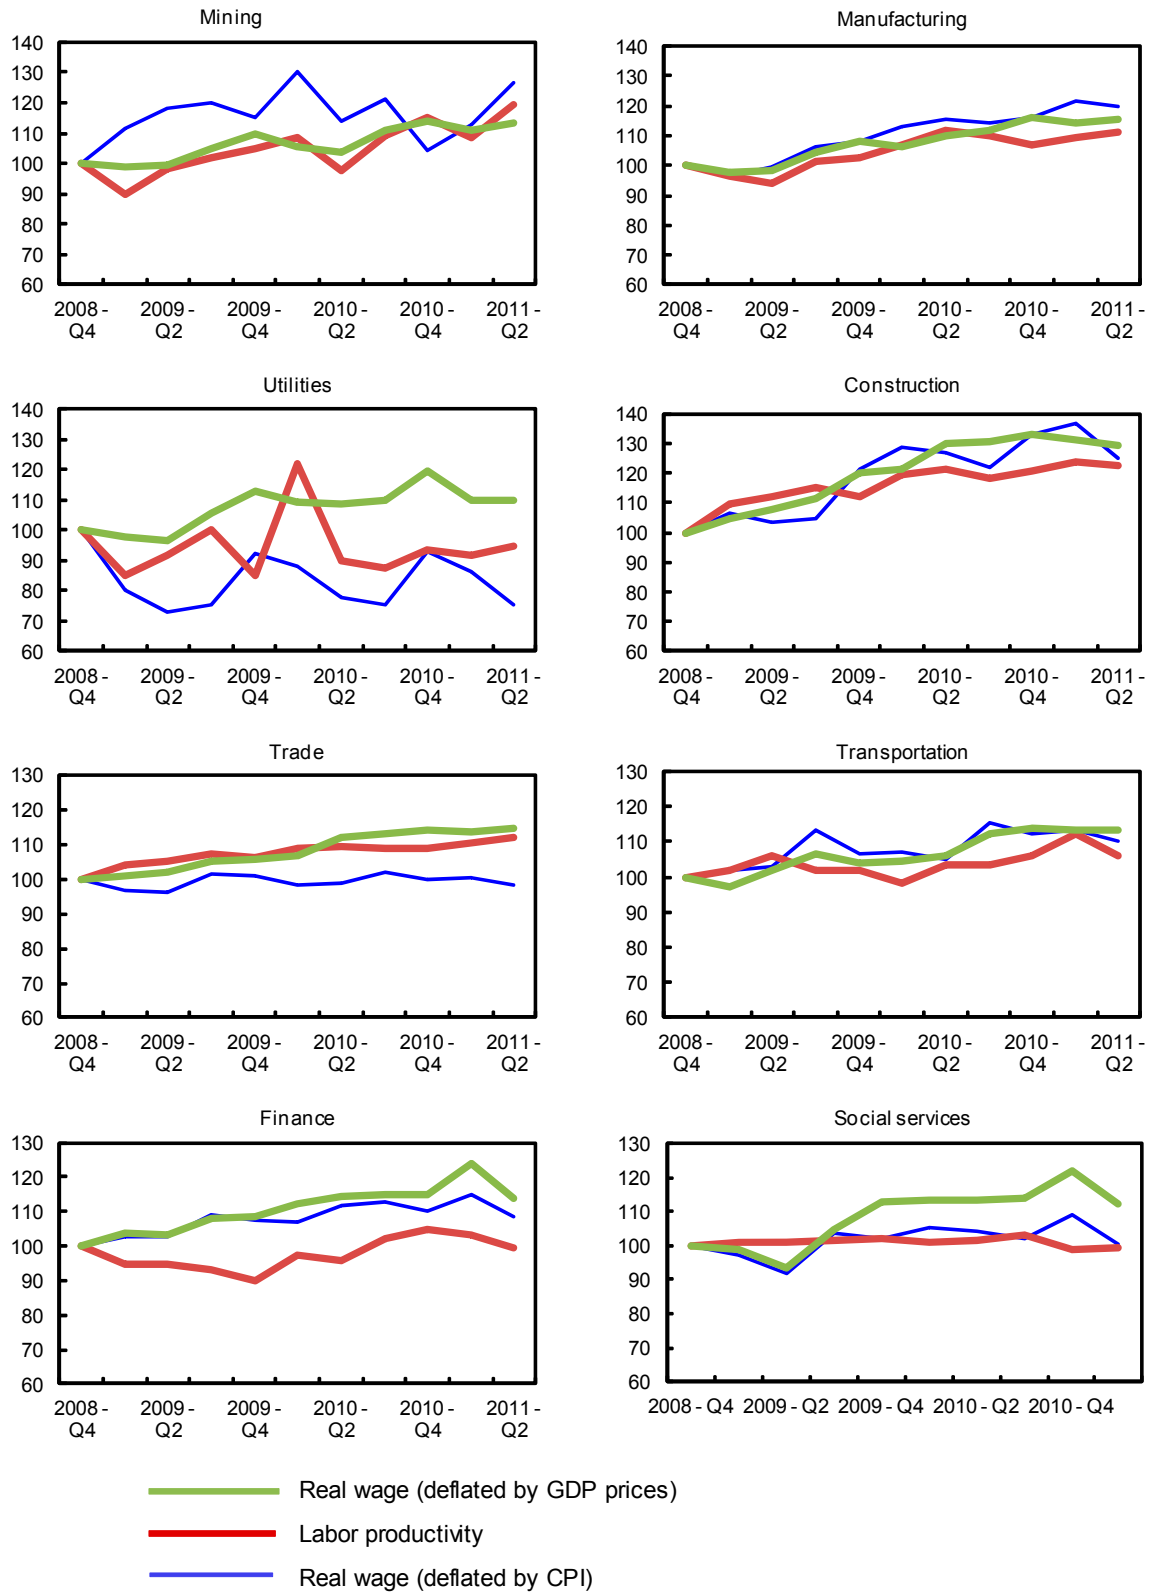 Mining
140
130
120
110
100
90
80
70
60
2008 - Q4
2009 - Q2
2009 - Q4
2010 - Q2
2010 - Q4
2011 - Q2
Manufacturing
140
130
120
110
100
90
80
70
60
2008 - Q4
2009 - Q2
2009 - Q4
2010 - Q2
2010 - Q4
2011 - Q2
Utilities
140
130
120
110
100
90
80
70
60
2008 - Q4
2009 - Q2
2009 - Q4
2010 - Q2
2010 - Q4
2011 - Q2
Construction
140
130
120
110
100
90
80
70
60
2008 - Q4
2009 - Q2
2009 - Q4
2010 - Q2
2010 - Q4
2011 - Q2
Trade
130
120
110
100
90
80
70
60
2008 - Q4
2009 - Q2
2009 - Q4
2010 - Q2
2010 - Q4
2011 - Q2
Transportation
130
120
110
100
90
80
70
60
2008 - Q4
2009 - Q2
2009 - Q4
2010 - Q2
2010 - Q4
2011 - Q2
Finance
130
120
110
100
90
80
70
60
2008 - Q4
2009 - Q2
2009 - Q4
2010 - Q2
2010 - Q4
2011 - Q2
Social services
130
120
110
100
90
80
70
60
2008 - Q4 2009 - Q2 2009 - Q4 2010 - Q2 2010 - Q4
Real wage (deflated by GDP prices)
Labor productivity
Real wage (deflated by CPI)